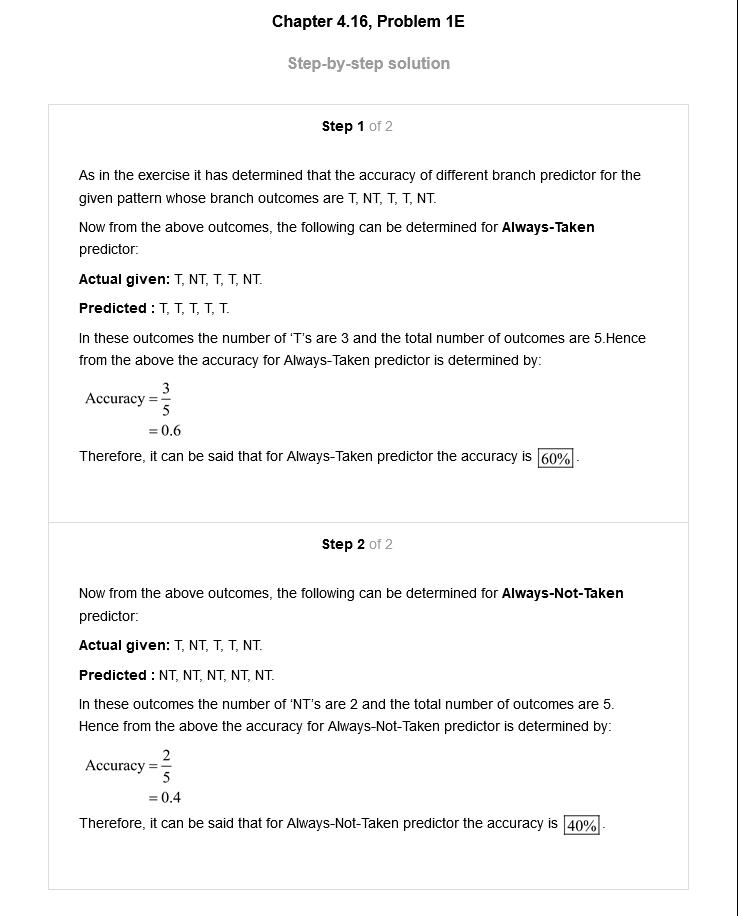 Chapter 4.16, Problem 1E
Step-by-step solution
Step 1 of 2
As in the exercise it has determined that the accuracy of different branch predictor for the
given pattern whose branch outcomes are T, NT, T, T, NT.
Now from the above outcomes, the following can be determined for Always-Taken
predictor:
Actual given: T, NT, T, T, NT.
Predicted : T, T, T, T, T.
In these outcomes the number of ‘T’s are 3 and the total number of outcomes are 5.Hence
from the above the accuracy for Always-Taken predictor is determined by:
Accuracy = 3/5
= 0.6
Therefore, it can be said that for Always-Taken predictor the accuracy is 60% .
Step 2 of 2
Now from the above outcomes, the following can be determined for Always-Not-Taken
predictor:
Actual given: T, NT, T, T, NT.
Predicted : NT, NT, NT, NT, NT.
In these outcomes the number of ‘NT’s are 2 and the total number of outcomes are 5.
Hence from the above the accuracy for Always-Not-Taken predictor is determined by:
Accuracy = 2/5
= 0.4
Therefore, it can be said that for Always-Not-Taken predictor the accuracy is 40% .